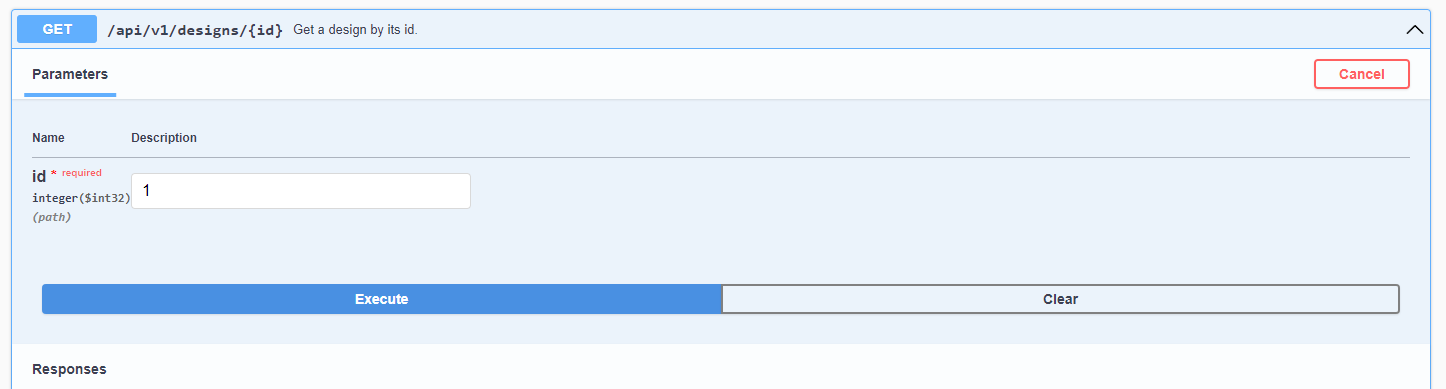 GET /api/v1/designs/{id} Get a design by its id.
Parameters
Cancel
Name Description
id * required
integer($int32)
(path)
1
Execute Clear
Responses